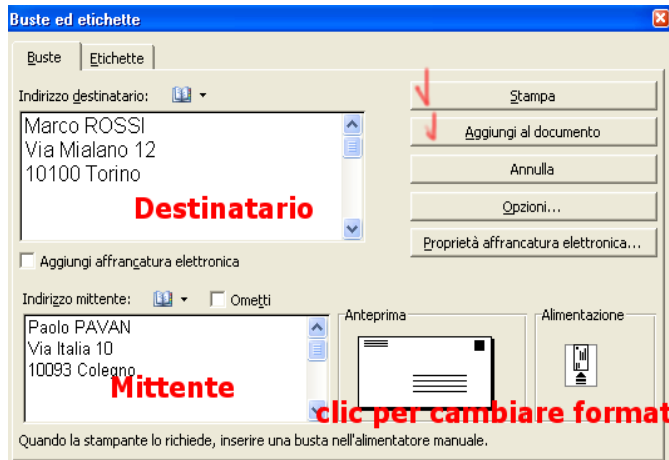 Buste ed etichette
Buste
Etichette
Indirizzo destinatario:
Marco ROSSI
Via Mialano 12
10100 Torino
Destinatario
Stampa
Aggiungi al documento
Annulla
Opzioni...
Proprietà affrancatura elettronica...
Aggiungi affrancatura elettronica
Indirizzo mittente:
Ometti
Paolo PAVAN
Via Italia 10
10093 Colegno
Mittente
Anteprima
Alimentazione
clic per cambiare format
Quando la stampante lo richiede, inserire una busta nell'alimentatore manuale.